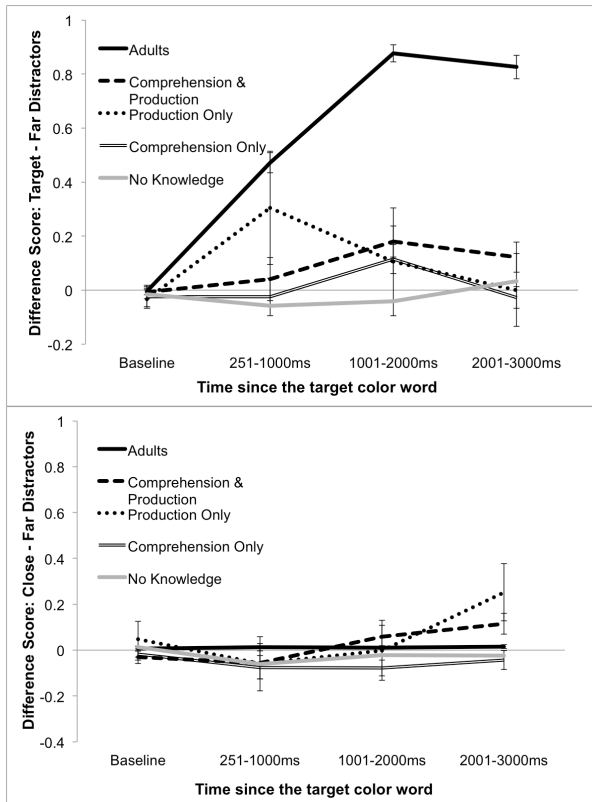 1
0.8
0.6
0.4
0.2
0
-0.2
Difference Score: Target - Far Distractors
Adults
Comprehension &
Production
Production Only
Comprehension Only
No Knowledge
Baseline 251-1000ms 1001-2000ms 2001-3000ms
Time since the target color word
1
0.8
0.6
0.4
0.2
0
-0.2
-0.4
Difference Score: Close - Far Distractors
Adults
Comprehension &
Production
Production Only
Comprehension Only
No Knowledge
Baseline 251-1000ms 1001-2000ms 2001-3000ms
Time since the target color word